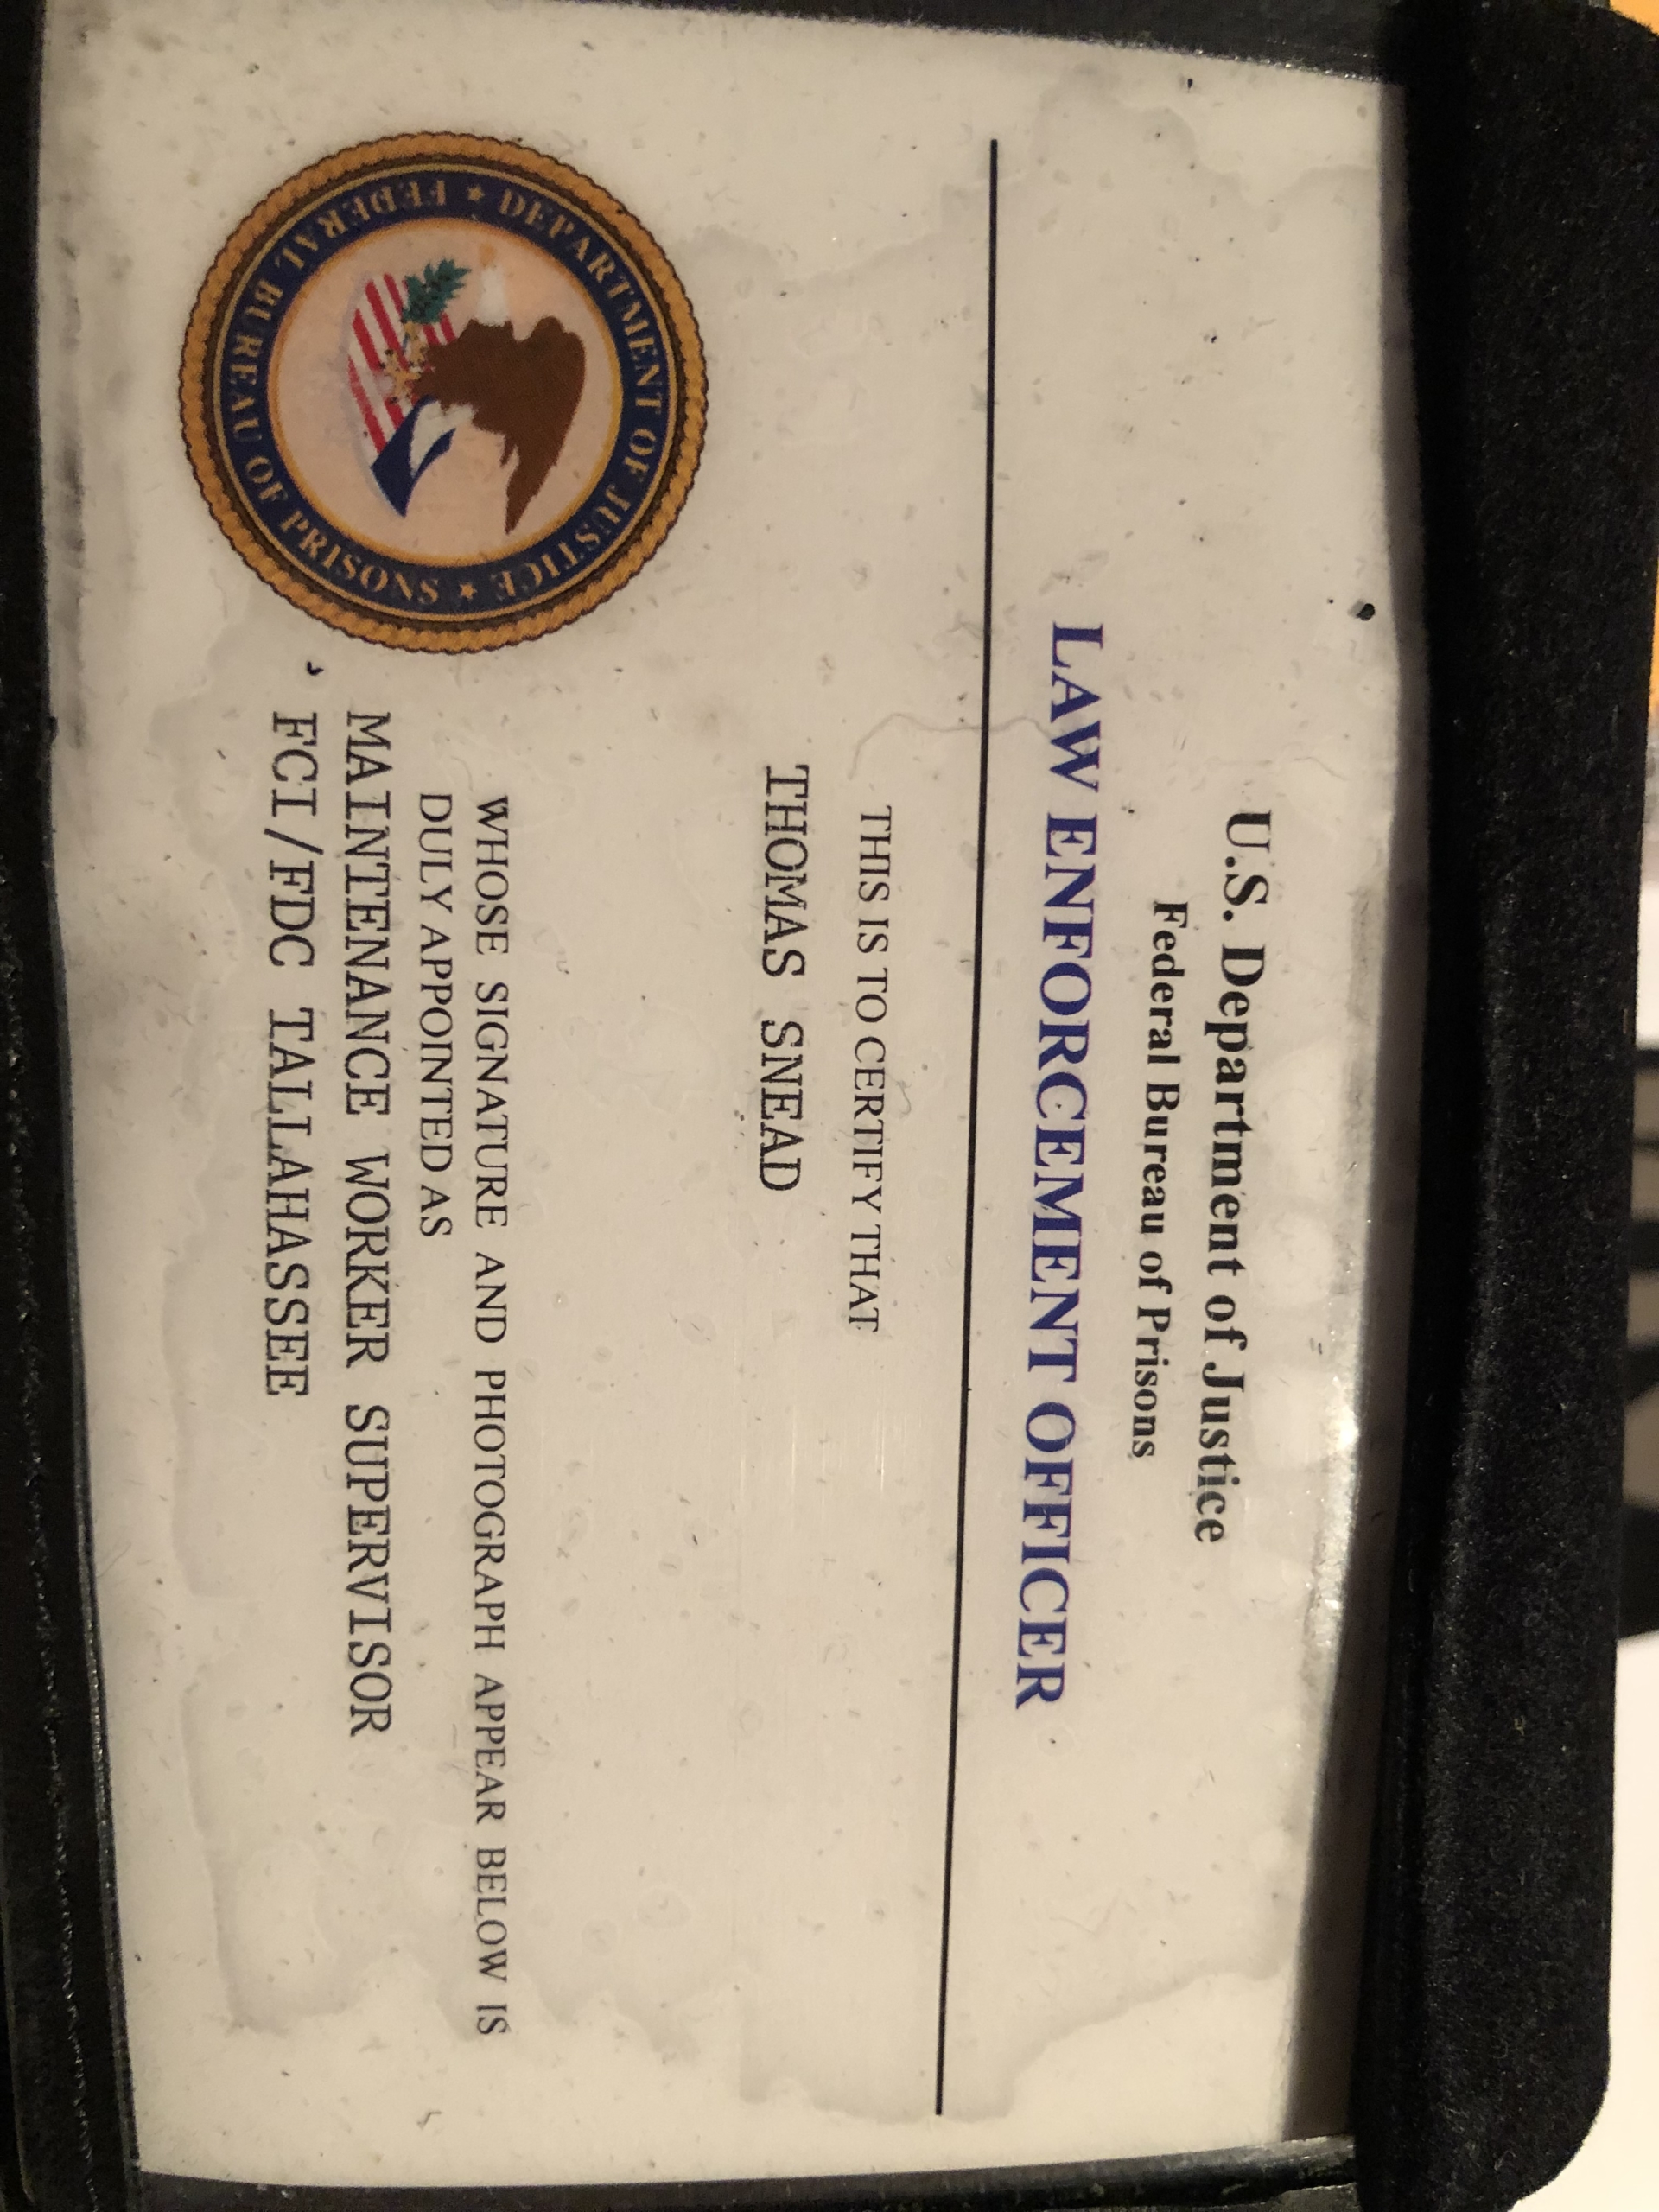 U.S. Department of Justice
Federal Bureau of Prisons
LAW ENFORCEMENT OFFICER
THIS IS TO CERTIFY THAT
THOMAS SNEAD
WHOSE SIGNATURE AND PHOTOGRAPH APPEAR BELOW IS
DULY APPOINTED AS
MAINTENANCE WORKER SUPERVISOR
FCI/FDC TALLAHASSEE
DEPARTMENT OF JUSTICE
FEDERAL BUREAU OF PRISONS